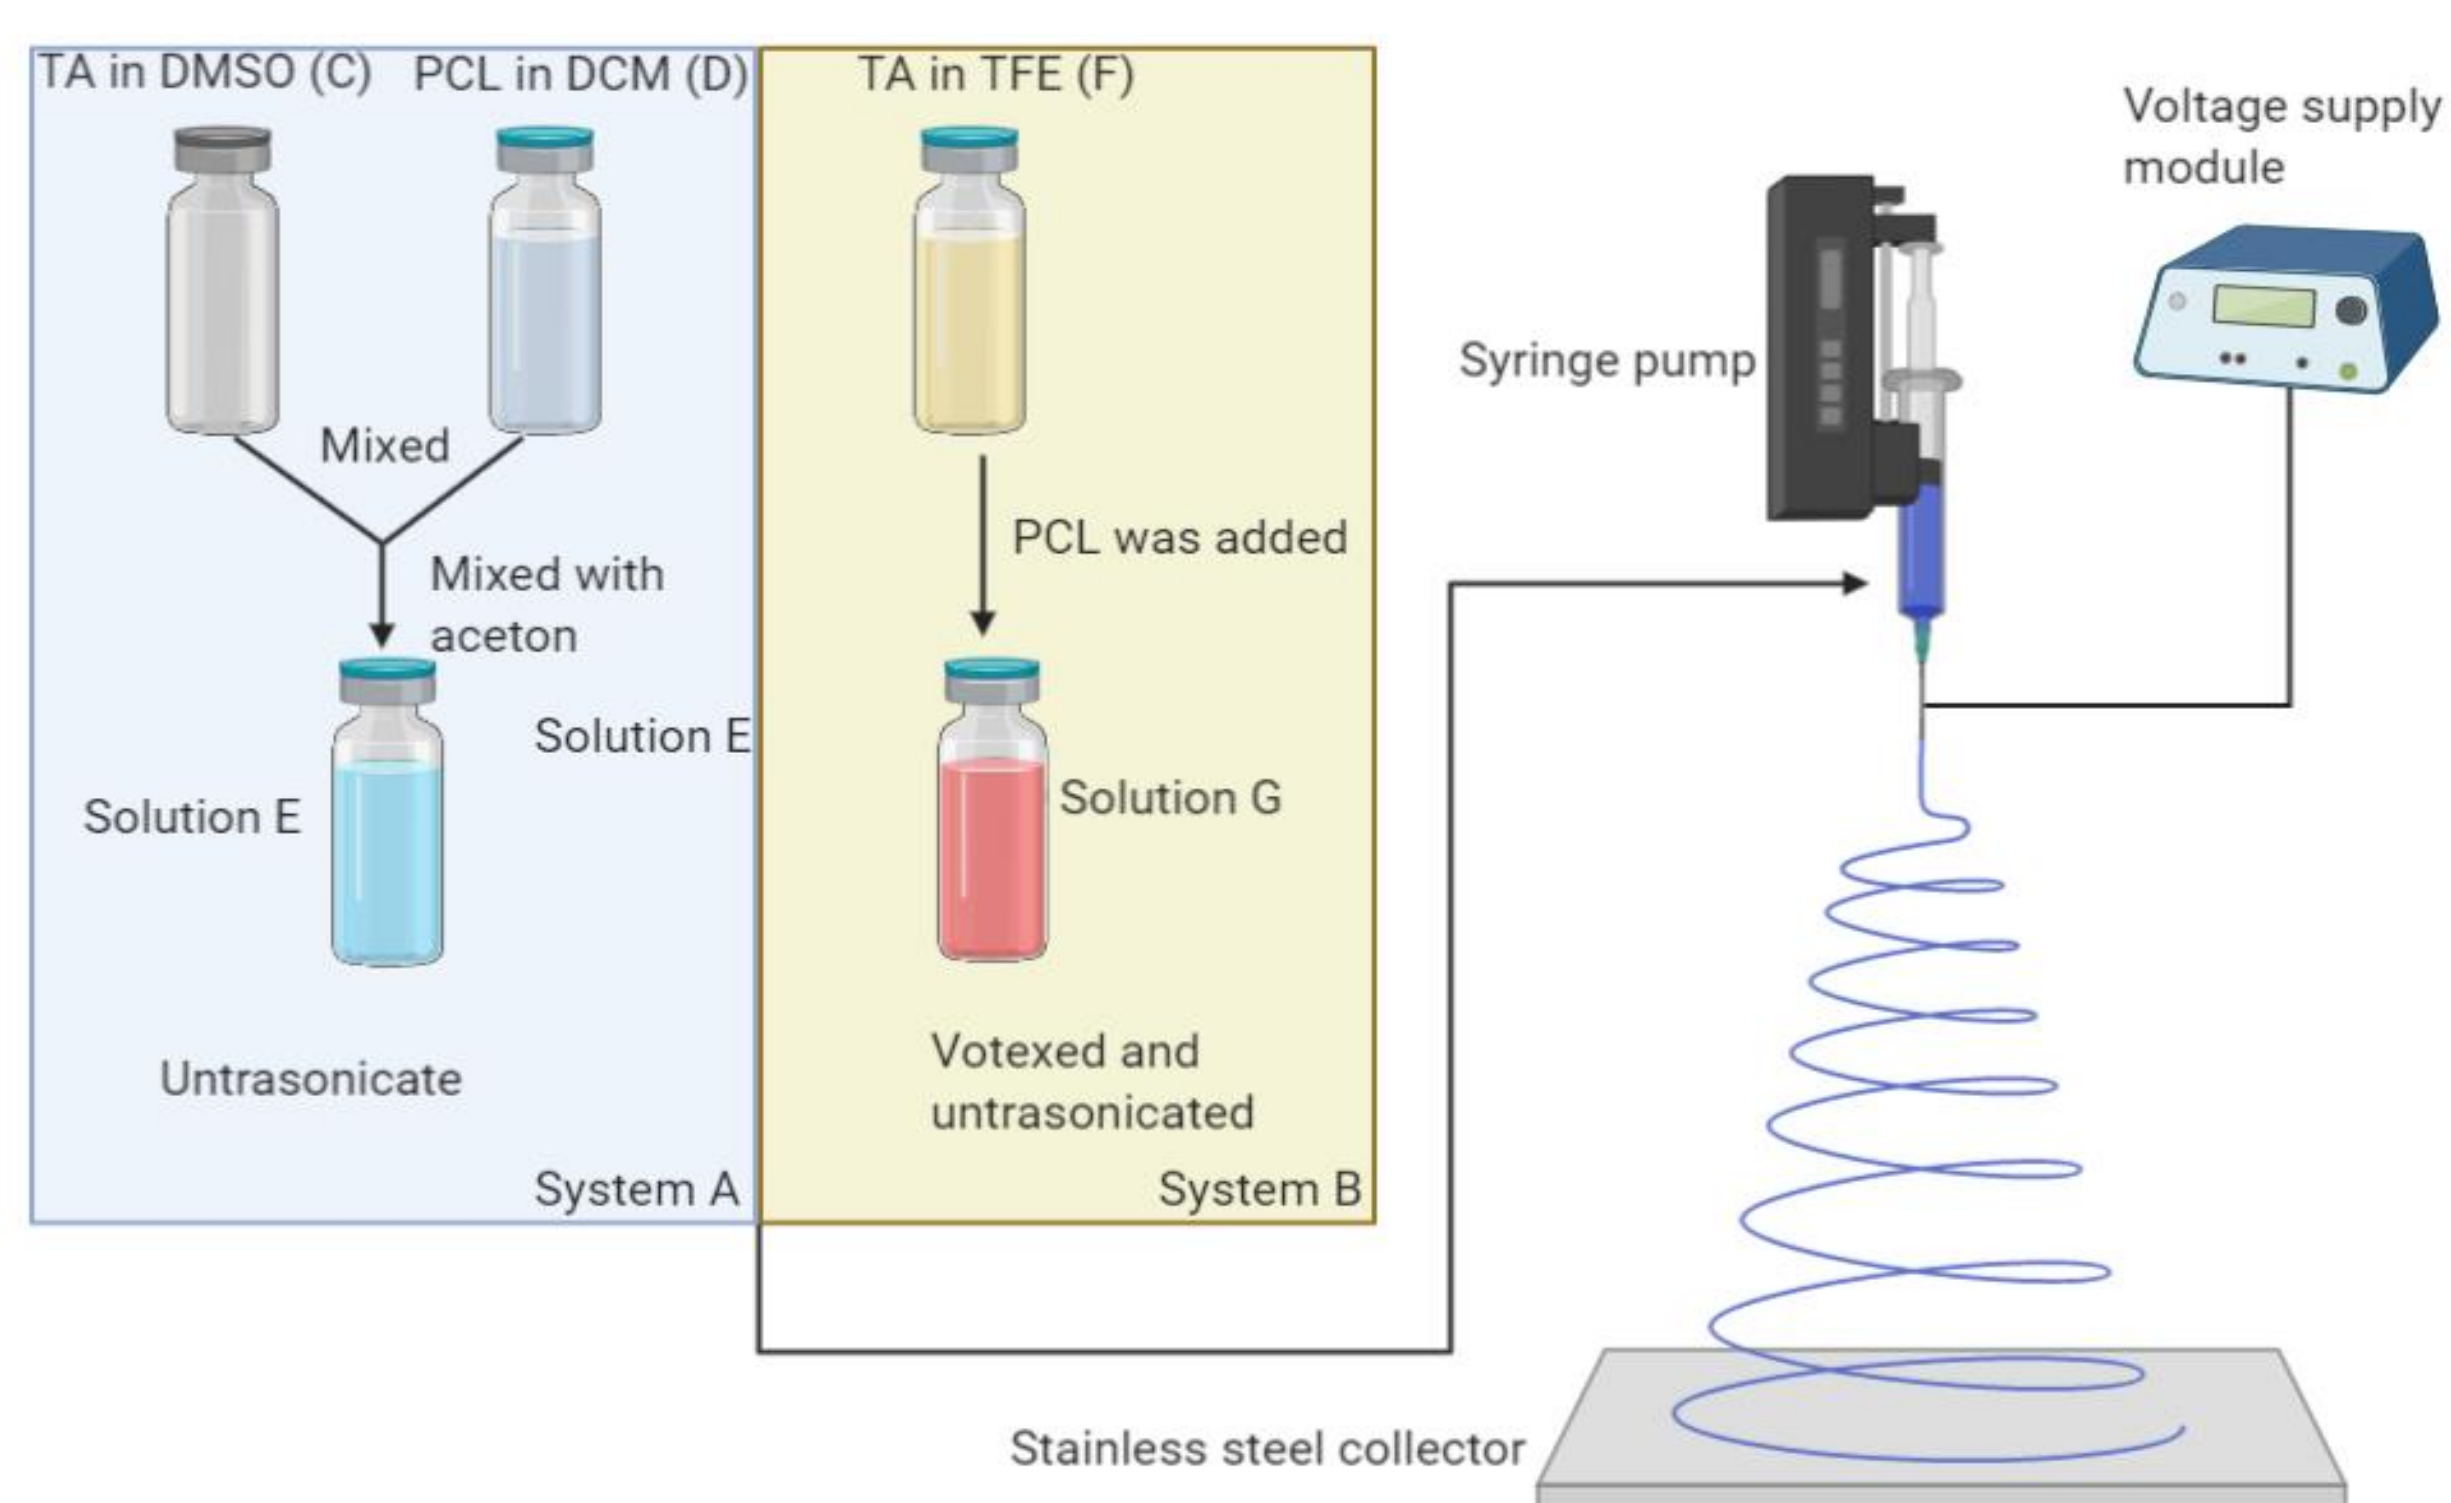 TA in DMSO (C)
PCL in DCM (D)
Mixed
Mixed with
aceton
Solution E
Solution E
Untrasonicate
System A
TA in TFE (F)
PCL was added
Solution G
Votexed and
untrasonicated
System B
Syringe pump
Voltage supply
module
Stainless steel collector